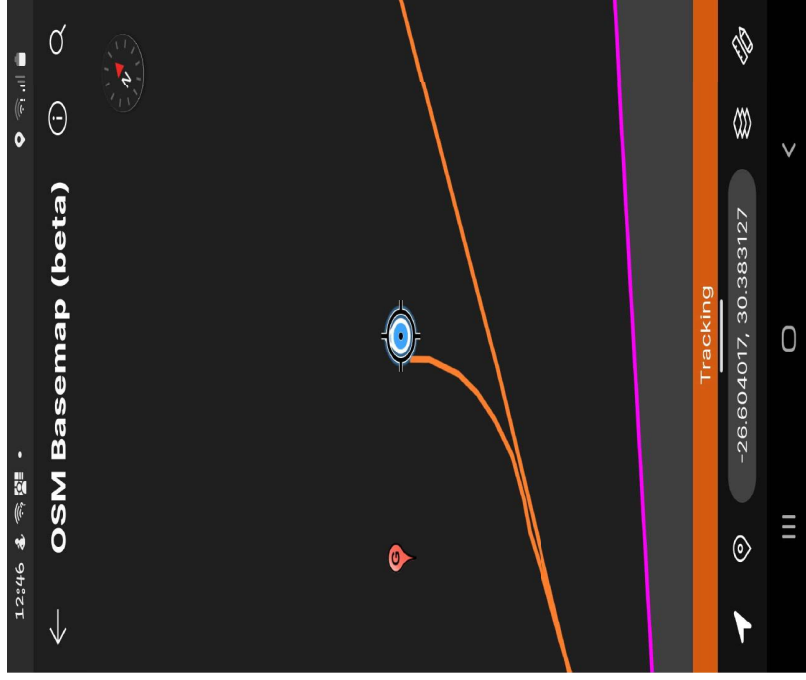 12:46
OSM Basemap (beta)
N
G
Tracking
-26.604017, 30.383127